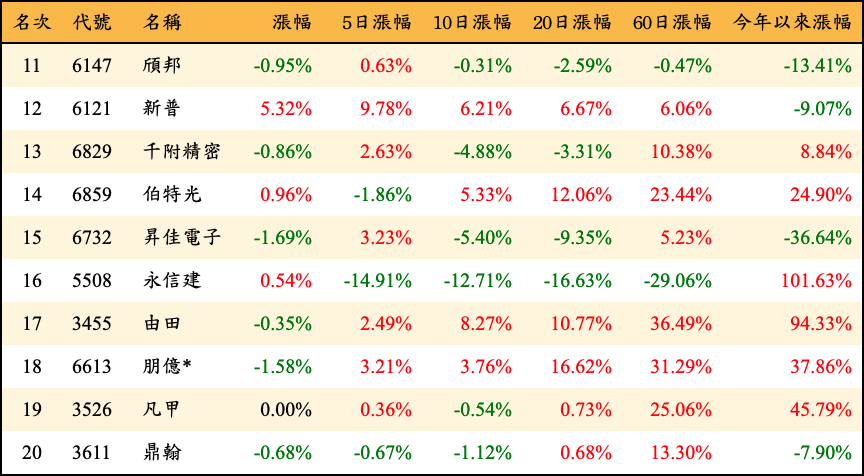 名次 代號 名稱 漲幅 5日漲幅 10日漲幅 20日漲幅 60日漲幅 今年以來漲幅
11 6147 頎邦 -0.95% 0.63% -0.31% -2.59% -0.47% -13.41%
12 6121 新普 5.32% 9.78% 6.21% 6.67% 6.06% -9.07%
13 6829 千附精密 -0.86% 2.63% -4.88% -3.31% 10.38% 8.84%
14 6859 伯特光 0.96% -1.86% 5.33% 12.06% 23.44% 24.90%
15 6732 昇佳電子 -1.69% 3.23% -5.40% -9.35% 5.23% -36.64%
16 5508 永信建 0.54% -14.91% -12.71% -16.63% -29.06% 101.63%
17 3455 由田 -0.35% 2.49% 8.27% 10.77% 36.49% 94.33%
18 6613 朋億* -1.58% 3.21% 3.76% 16.62% 31.29% 37.86%
19 3526 凡甲 0.00% 0.36% -0.54% 0.73% 25.06% 45.79%
20 3611 鼎翰 -0.68% -0.67% -1.12% 0.68% 13.30% -7.90%